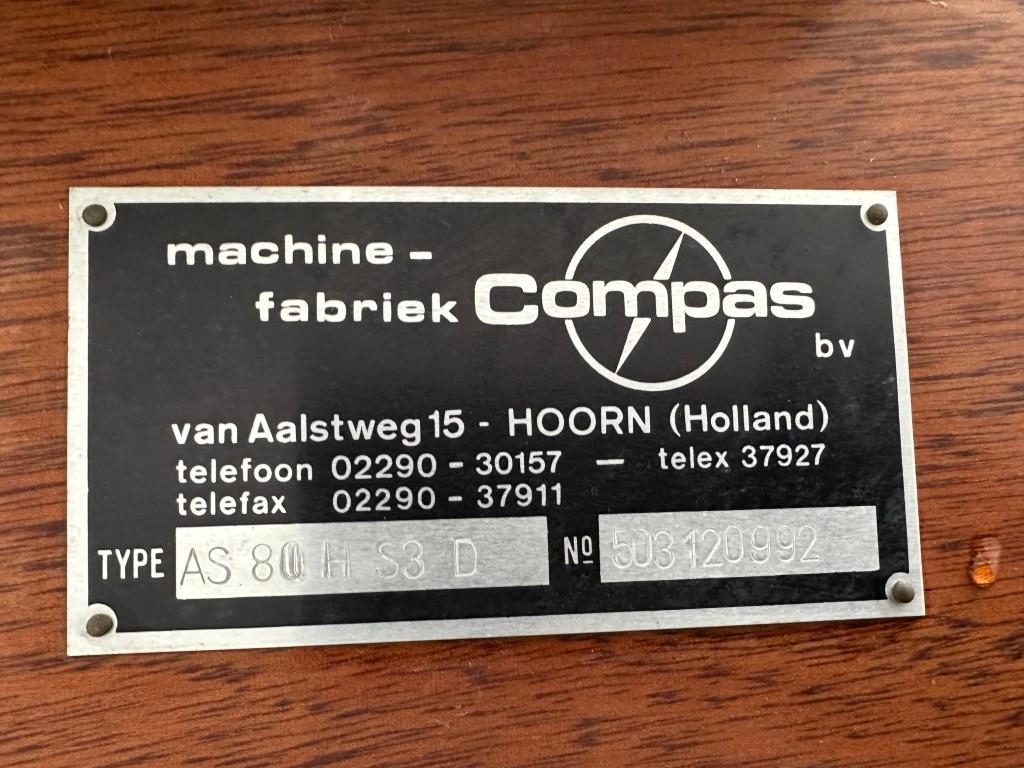 machine -
fabriek Compas
bv
van Aalstweg 15 - HOORN (Holland)
telefoon 02290 - 30157 — telex 37927
telefax 02290 - 37911
TYPE AS 80 H S3 D Nº 503120992